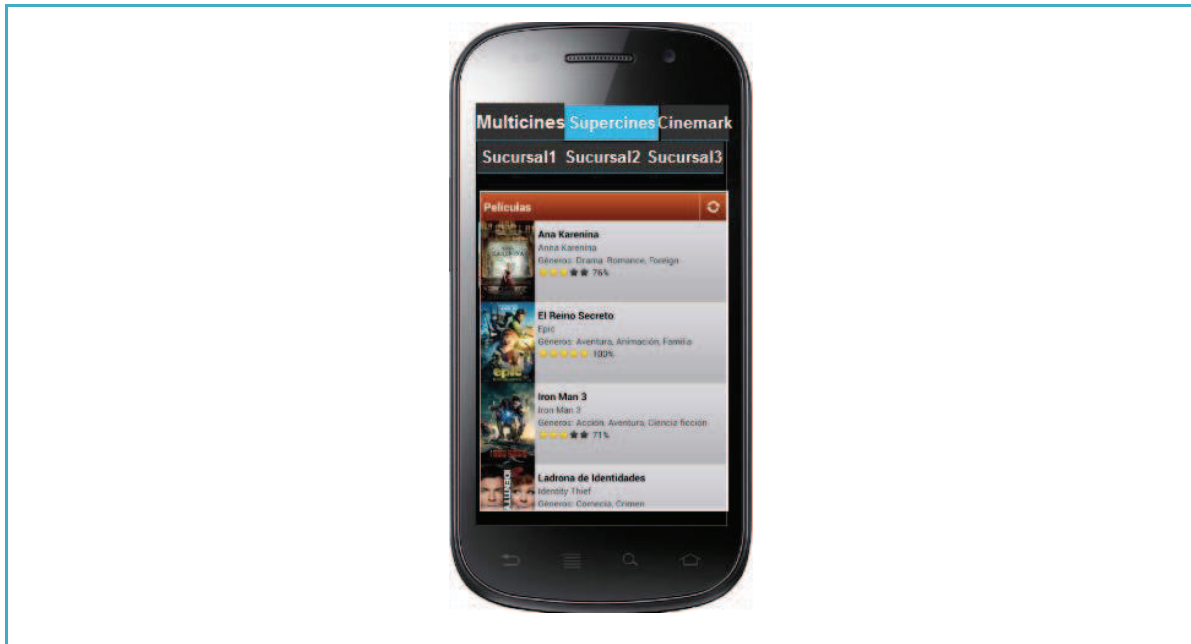 Multicines Supercines Cinemark
Sucursal1 Sucursal2 Sucursal3
Películas
Ana Karenina
Anna Karenina
Géneros: Drama, Romance, Foreign
76%
El Reino Secreto
Epic
Géneros: Aventura, Animación, Familia
100%
epic
Iron Man 3
Iron Man 3
Géneros: Acción, Aventura, Ciencia ficción
71%
Ladrona de Identidades
Identity Thief
Géneros: Comedia, Crimen